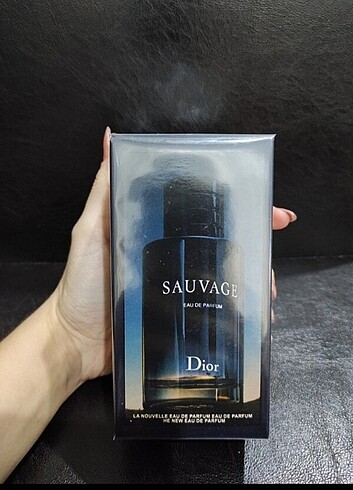 SAUVAGE
EAU DE PARFUM
Dior
LA NOUVELLE EAU DE PARFUM EAU DE PARFUM
HE NEW EAU DE PARFUM